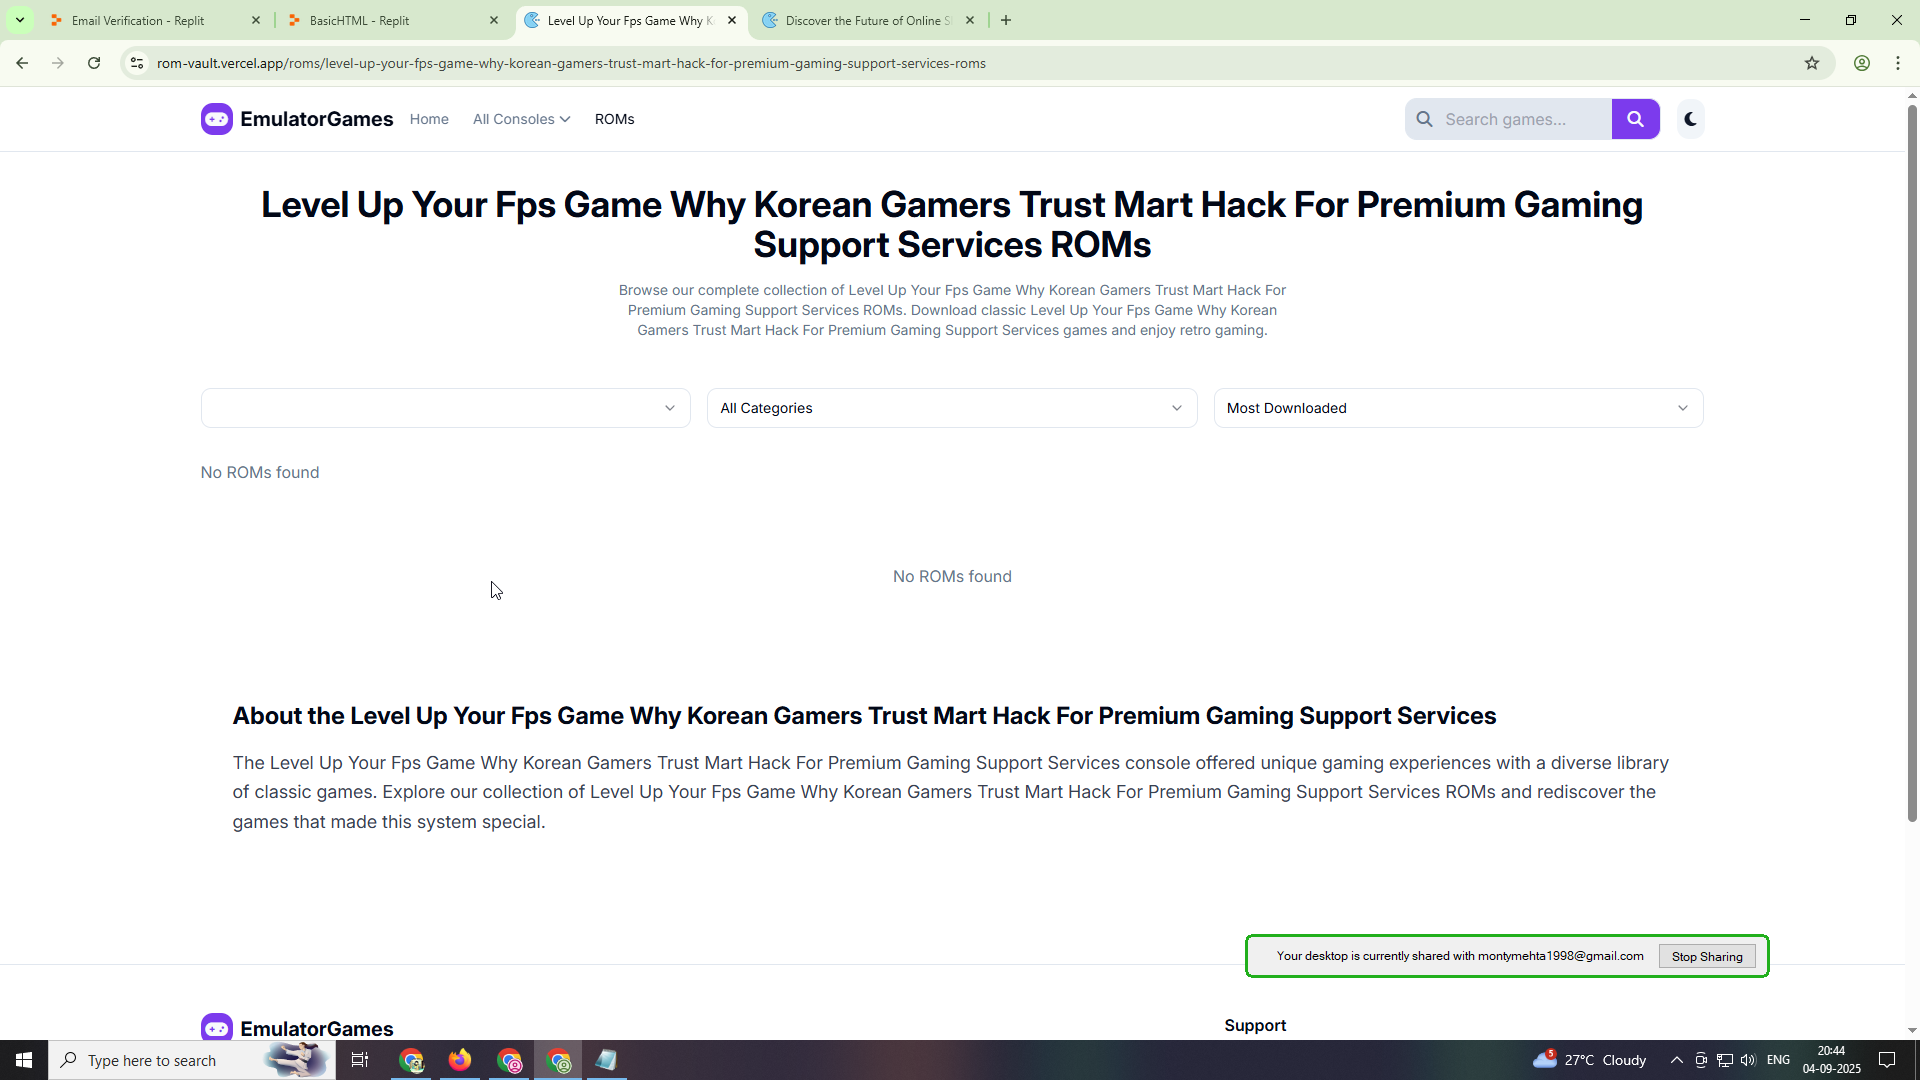 Email Verification - Replit
BasicHTML - Replit
Level Up Your Fps Game Why K
Discover the Future of Online S
rom-vault.vercel.app/roms/level-up-your-fps-game-why-korean-gamers-trust-mart-hack-for-premium-gaming-support-services-roms
EmulatorGames
Home
All Consoles
ROMs
Search games...
Level Up Your Fps Game Why Korean Gamers Trust Mart Hack For Premium Gaming
Support Services ROMs
Browse our complete collection of Level Up Your Fps Game Why Korean Gamers Trust Mart Hack For
Premium Gaming Support Services ROMs. Download classic Level Up Your Fps Game Why Korean
Gamers Trust Mart Hack For Premium Gaming Support Services games and enjoy retro gaming.
All Categories
Most Downloaded
No ROMs found
No ROMs found
About the Level Up Your Fps Game Why Korean Gamers Trust Mart Hack For Premium Gaming Support Services
The Level Up Your Fps Game Why Korean Gamers Trust Mart Hack For Premium Gaming Support Services console offered unique gaming experiences with a diverse library
of classic games. Explore our collection of Level Up Your Fps Game Why Korean Gamers Trust Mart Hack For Premium Gaming Support Services ROMs and rediscover the
games that made this system special.
Your desktop is currently shared with montymehta1998@gmail.com
Stop Sharing
EmulatorGames
Support
Type here to search
5
27°C Cloudy
ENG
20:44
04-09-2025